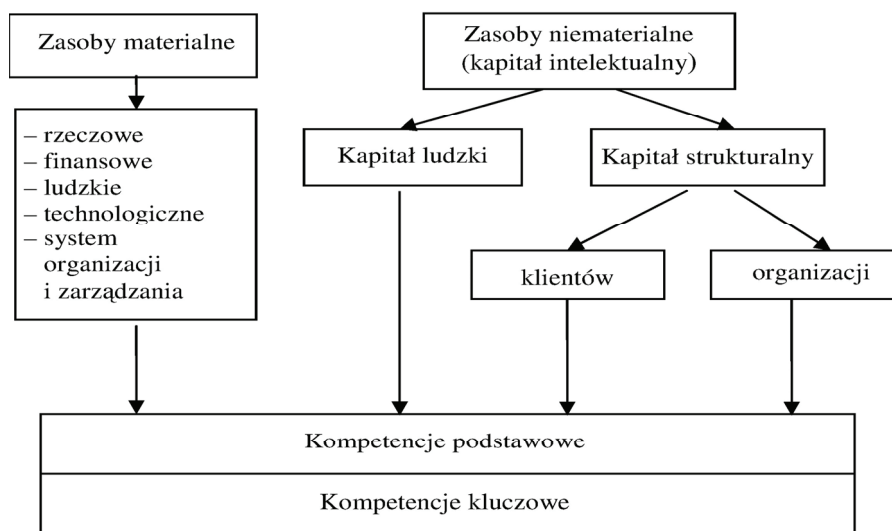 Zasoby materialne
– rzeczowe
– finansowe
– ludzkie
– technologiczne
– system
organizacji
i zarządzania
Zasoby niematerialne
(kapitał intelektualny)
Kapitał ludzki
Kapitał strukturalny
klientów
organizacji
Kompetencje podstawowe
Kompetencje kluczowe